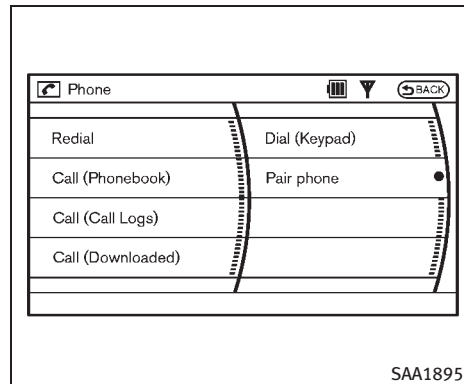 Phone
BACK
Redial
Dial (Keypad)
Call (Phonebook)
Pair phone
Call (Call Logs)
Call (Downloaded)
SAA1895